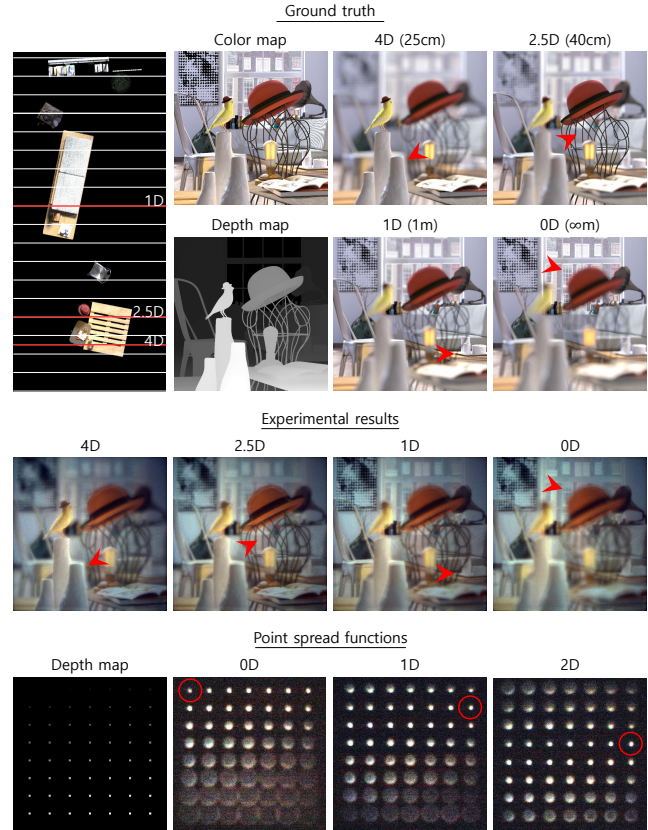 Ground truth
Color map 4D (25cm) 2.5D (40cm)
1D
Depth map 1D (1m) 0D (∞m)
2.5D
4D
Experimental results
4D 2.5D 1D 0D
Point spread functions
Depth map 0D 1D 2D